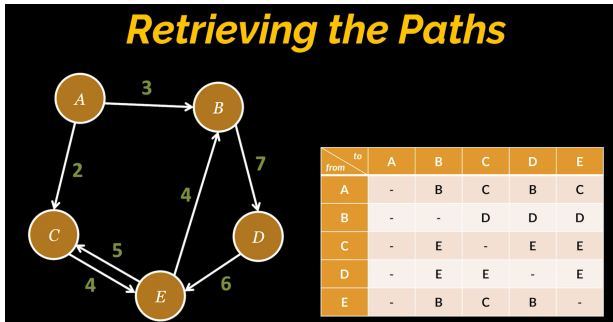 Retrieving the Paths
A
3
B
2
4
7
C
5
D
4
6
E
to
from
A B C D E
A - B C B C
B - - D D D
C - E - E E
D - E E - E
E - B C B -